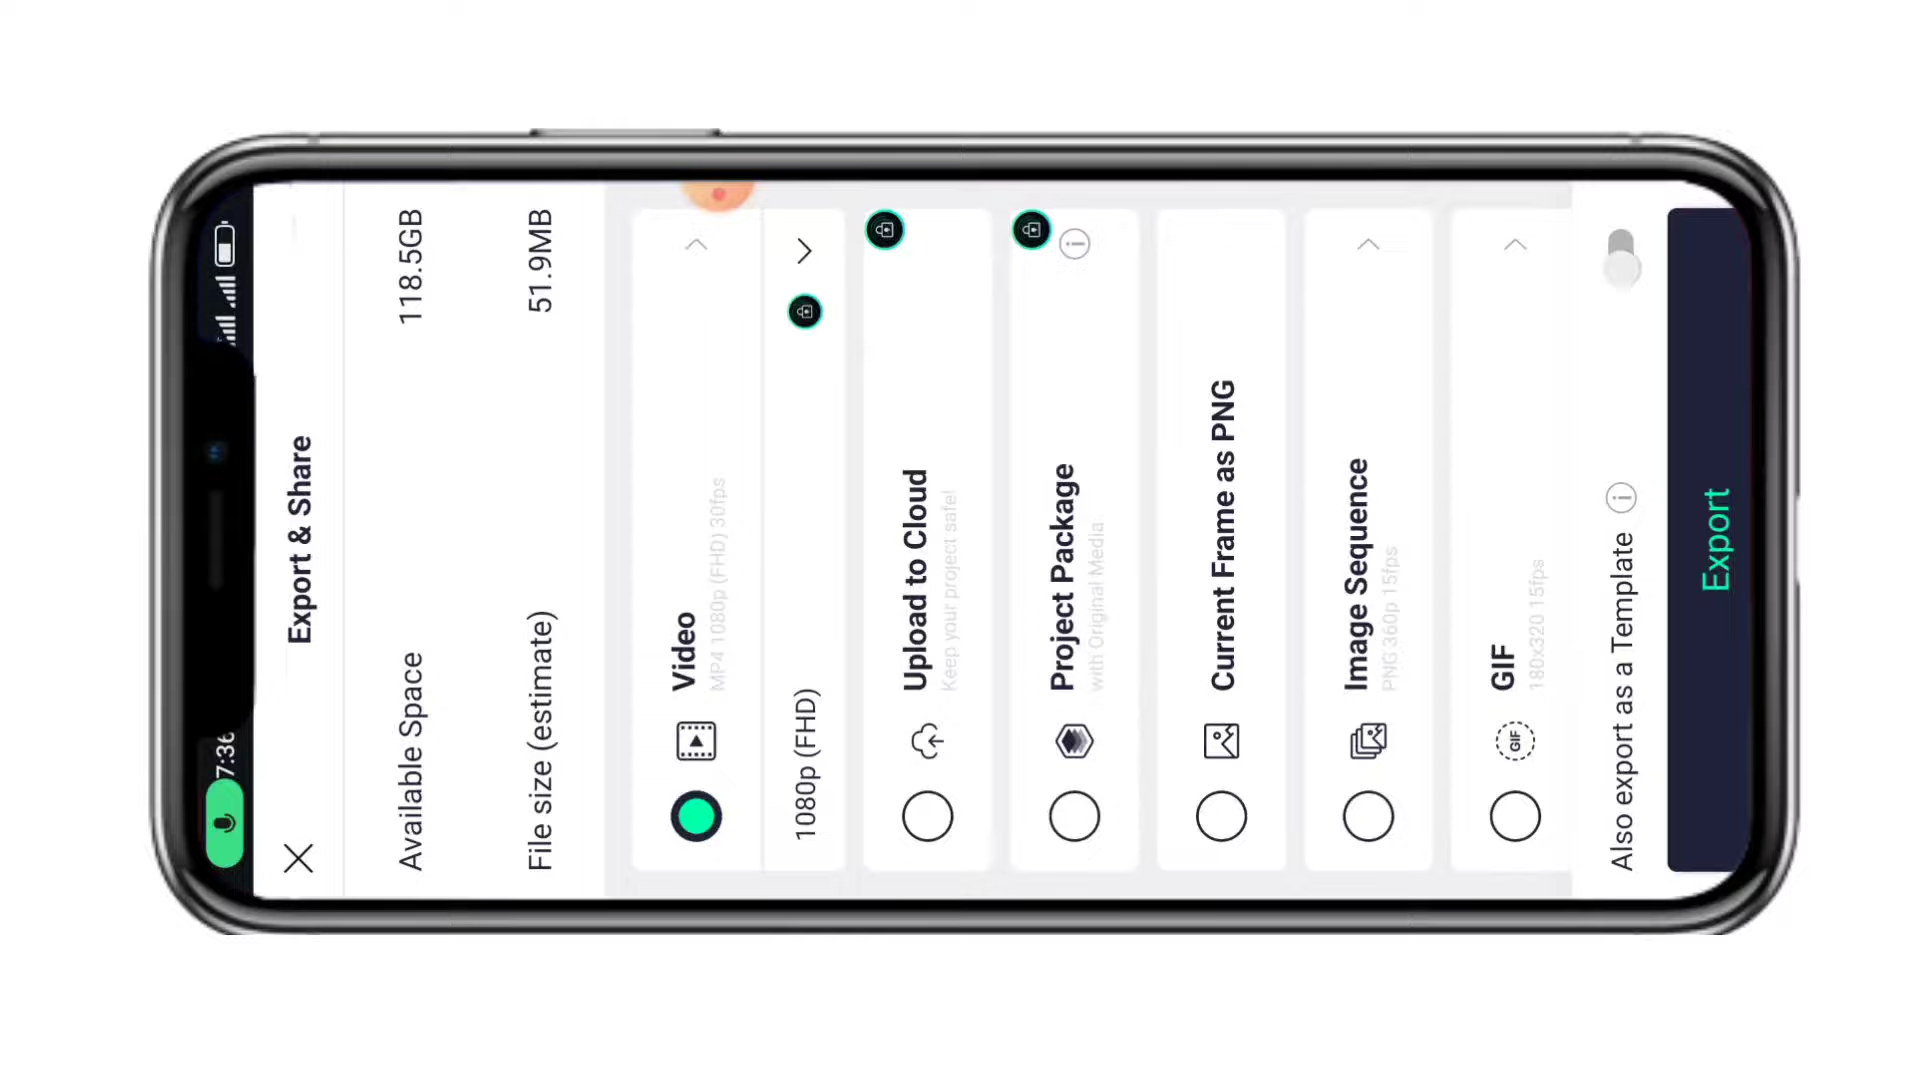 7:36
Export & Share
Available Space 118.5GB
File size (estimate) 51.9MB
Video
MP4 1080p (FHD) 30fps
1080p (FHD)
Upload to Cloud
Keep your project safe!
Project Package
with Original Media
Current Frame as PNG
Image Sequence
PNG 360p 15fps
GIF
GIF
180x320 15fps
Also export as a Template
Export